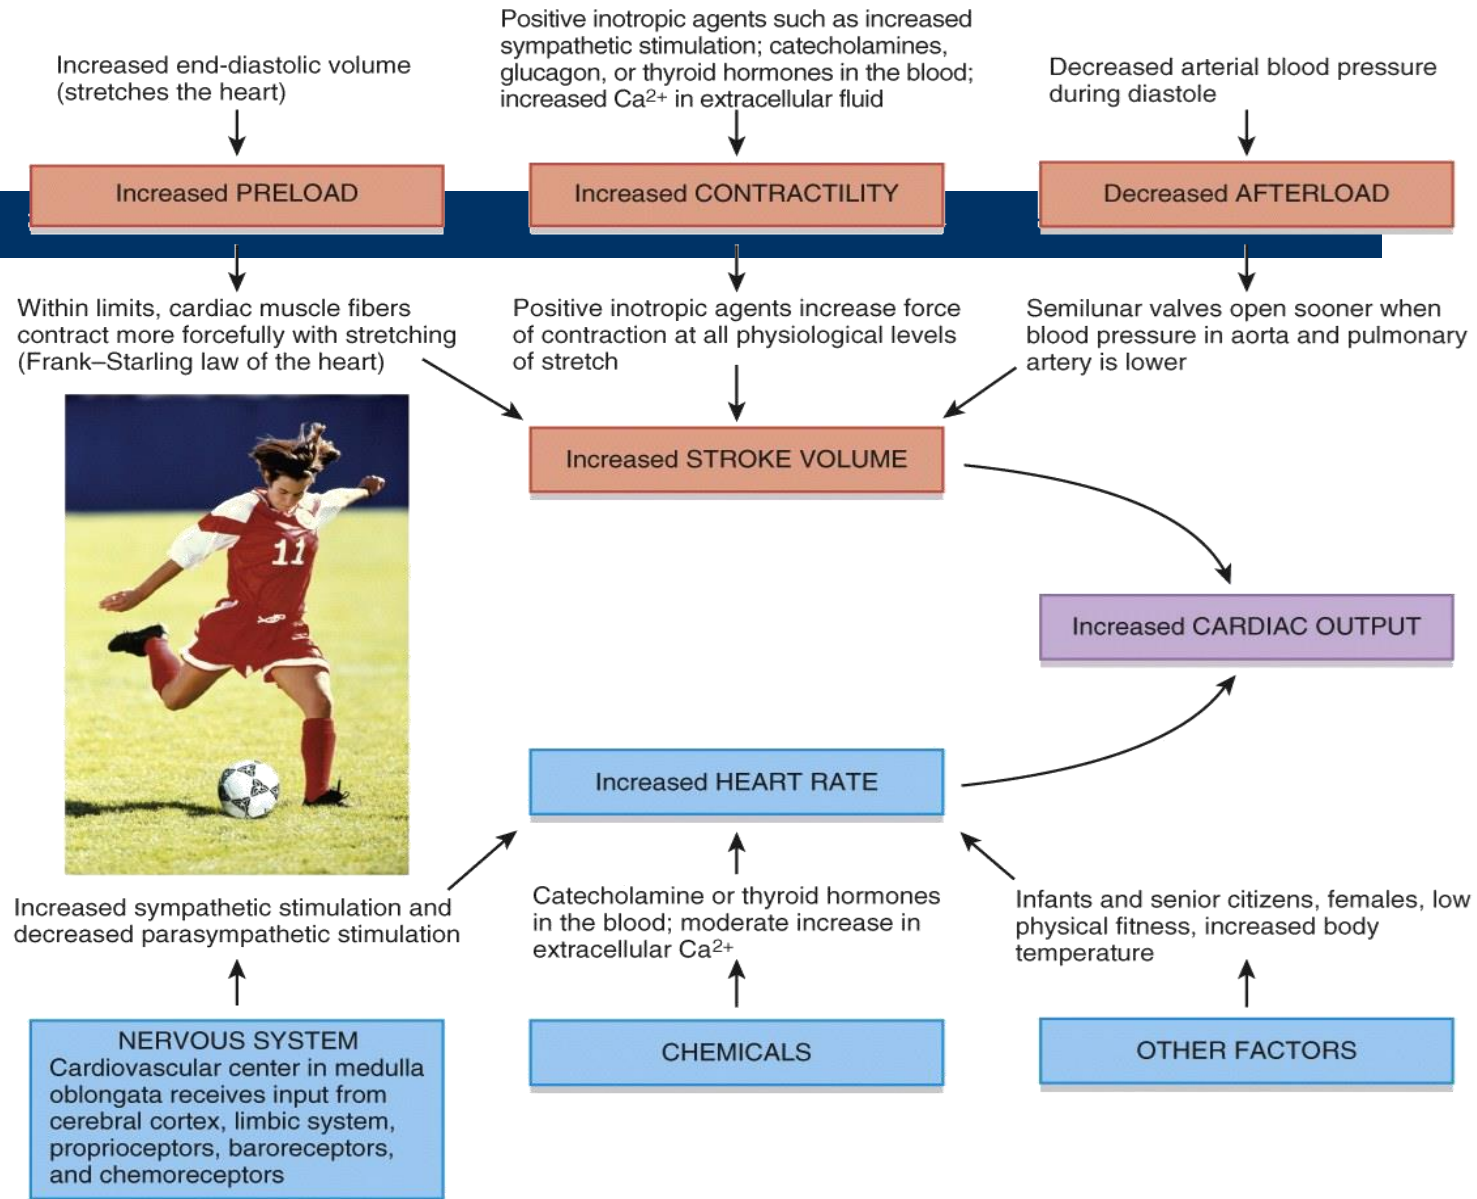 Increased end-diastolic volume
(stretches the heart)
Positive inotropic agents such as increased
sympathetic stimulation; catecholamines,
glucagon, or thyroid hormones in the blood;
increased Ca2+ in extracellular fluid
Decreased arterial blood pressure
during diastole
Increased PRELOAD
Increased CONTRACTILITY
Decreased AFTERLOAD
Within limits, cardiac muscle fibers
contract more forcefully with stretching
(Frank–Starling law of the heart)
Positive inotropic agents increase force
of contraction at all physiological levels
of stretch
Semilunar valves open sooner when
blood pressure in aorta and pulmonary
artery is lower
Increased STROKE VOLUME
11
Increased CARDIAC OUTPUT
Increased HEART RATE
Increased sympathetic stimulation and
decreased parasympathetic stimulation
Catecholamine or thyroid hormones
in the blood; moderate increase in
extracellular Ca2+
Infants and senior citizens, females, low
physical fitness, increased body
temperature
NERVOUS SYSTEM
Cardiovascular center in medulla
oblongata receives input from
cerebral cortex, limbic system,
proprioceptors, baroreceptors,
and chemoreceptors
CHEMICALS
OTHER FACTORS